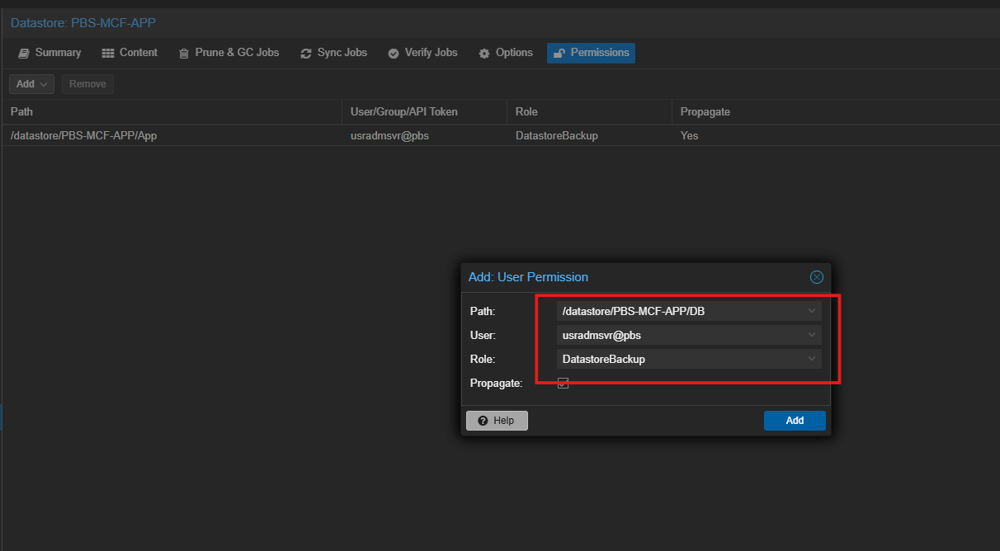 Datastore: PBS-MCF-APP
Summary Content Prune & GC Jobs Sync Jobs Verify Jobs Options Permissions
Add Remove
Path User/Group/API Token Role Propagate
/datastore/PBS-MCF-APP/App usradmsvr@pbs DatastoreBackup Yes
Add: User Permission
Path: /datastore/PBS-MCF-APP/DB
User: usradmsvr@pbs
Role: DatastoreBackup
Propagate:
Help Add